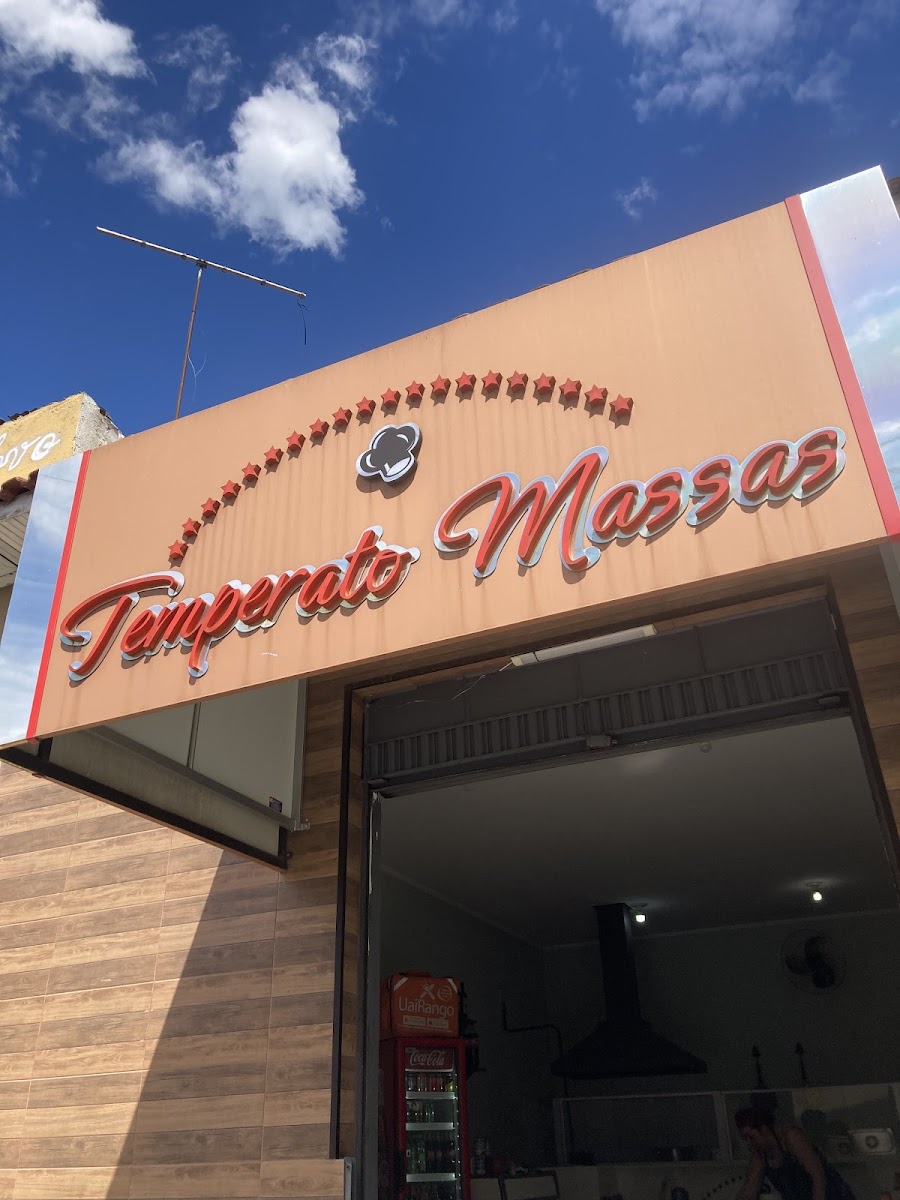 Temperato Massas
UaiRango
Coca-Cola